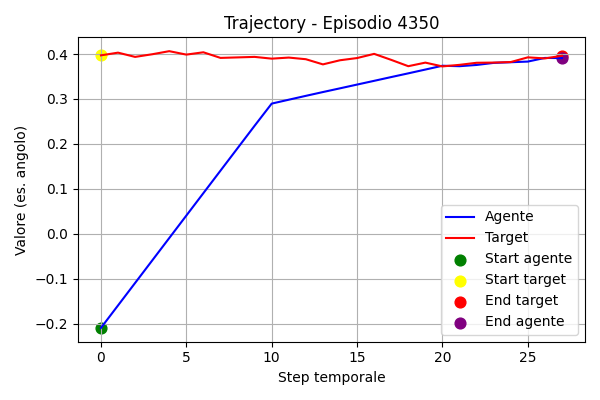 Trajectory - Episodio 4350
Valore (es. angolo)
0.4
0.3
0.2
0.1
0.0
−0.1
−0.2
0
5
10
15
20
25
Step temporale
Agente
Target
Start agente
Start target
End target
End agente